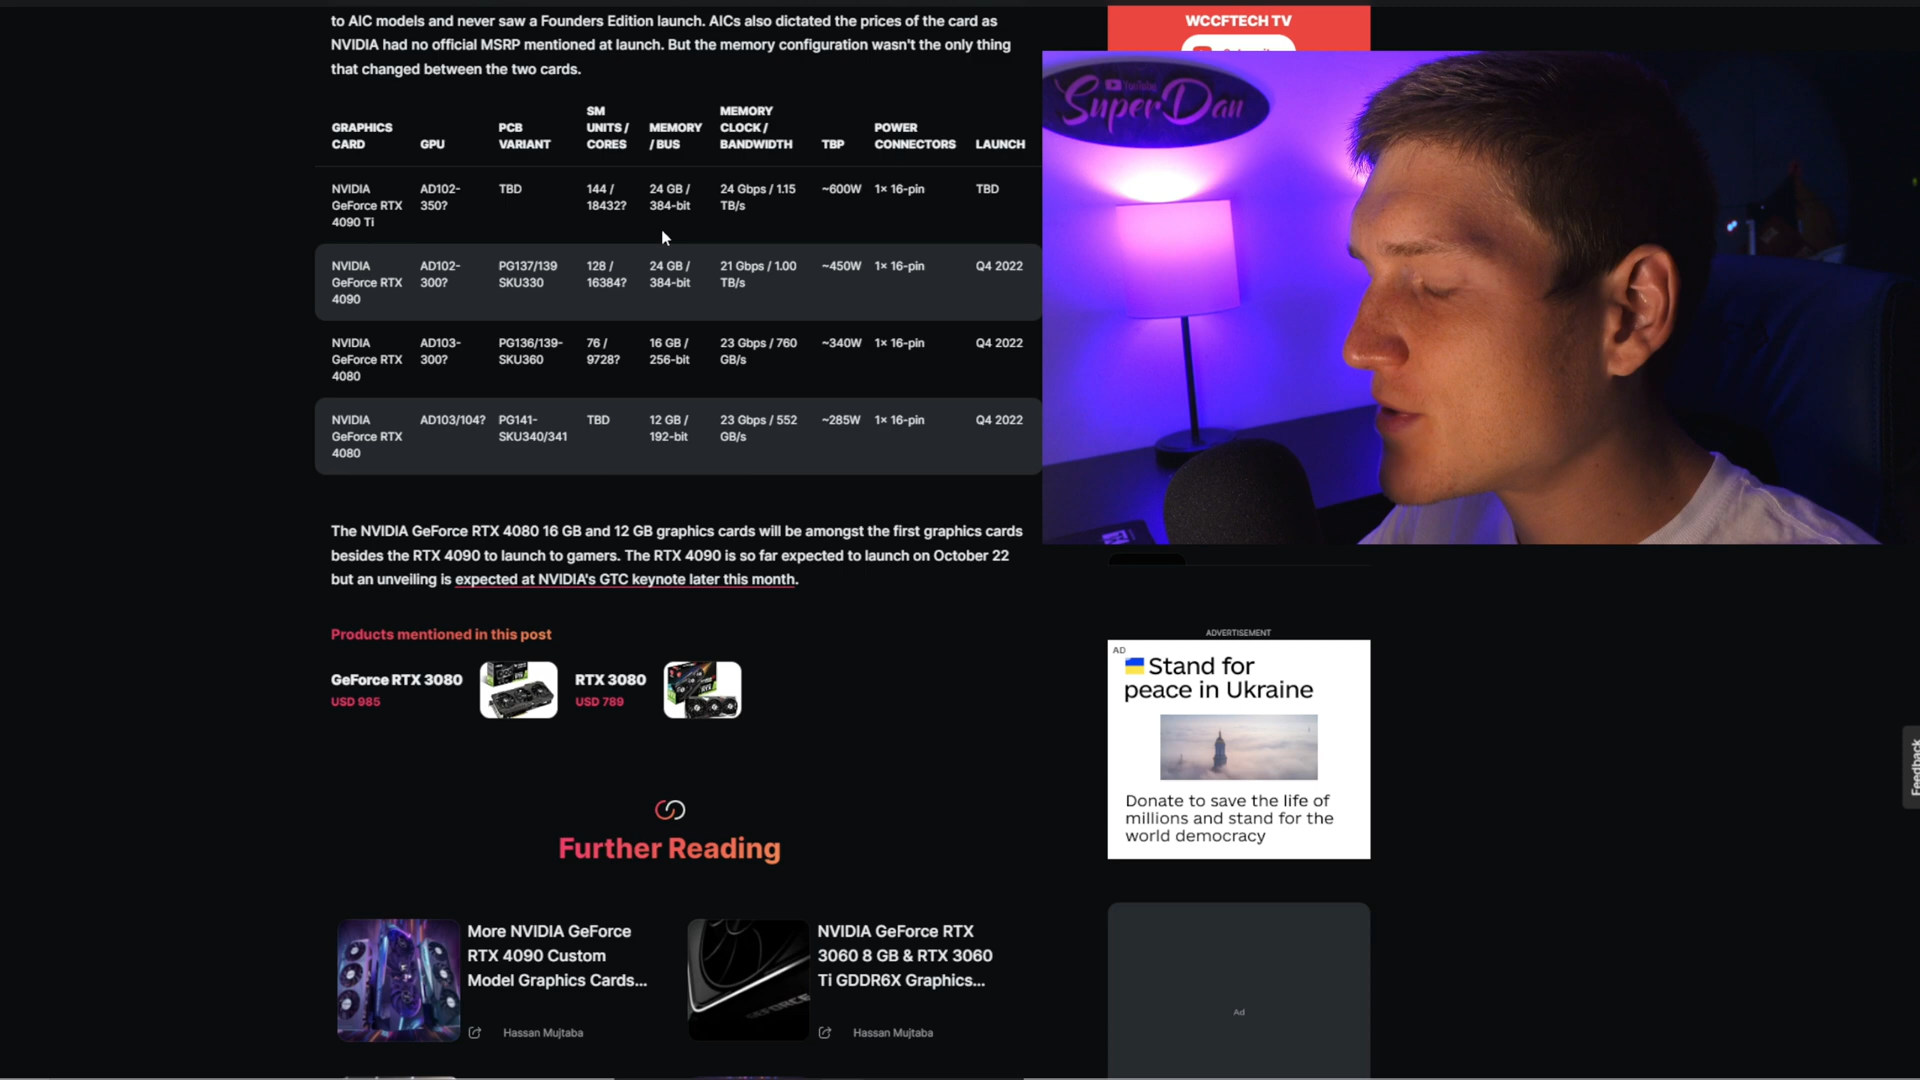 to AIC models and never saw a Founders Edition launch. AICs also dictated the prices of the card as
NVIDIA had no official MSRP mentioned at launch. But the memory configuration wasn't the only thing
that changed between the two cards.
GRAPHICS CARD GPU PCB VARIANT SM UNITS / CORES MEMORY / BUS MEMORY CLOCK / BANDWIDTH TBP POWER CONNECTORS LAUNCH
NVIDIA GeForce RTX 4090 Ti AD102-350? TBD 144 / 18432? 24 GB / 384-bit 24 Gbps / 1.15 TB/s ~600W 1× 16-pin TBD
NVIDIA GeForce RTX 4090 AD102-300? PG137/139 SKU330 128 / 16384? 24 GB / 384-bit 21 Gbps / 1.00 TB/s ~450W 1× 16-pin Q4 2022
NVIDIA GeForce RTX 4080 AD103-300? PG136/139-SKU360 76 / 9728? 16 GB / 256-bit 23 Gbps / 760 GB/s ~340W 1× 16-pin Q4 2022
NVIDIA GeForce RTX 4080 AD103/104? PG141-SKU340/341 TBD 12 GB / 192-bit 23 Gbps / 552 GB/s ~285W 1× 16-pin Q4 2022
The NVIDIA GeForce RTX 4080 16 GB and 12 GB graphics cards will be amongst the first graphics cards
besides the RTX 4090 to launch to gamers. The RTX 4090 is so far expected to launch on October 22
but an unveiling is expected at NVIDIA's GTC keynote later this month.
Products mentioned in this post
GeForce RTX 3080
USD 985
RTX 3080
USD 789
Further Reading
More NVIDIA GeForce
RTX 4090 Custom
Model Graphics Cards...
Hassan Mujtaba
NVIDIA GeForce RTX
3060 8 GB & RTX 3060
Ti GDDR6X Graphics...
Hassan Mujtaba
GEFORCE
WCCFTECH TV
YouTube
SuperDan
ADVERTISEMENT
AD
Stand for
peace in Ukraine
Donate to save the life of
millions and stand for the
world democracy
Ad
Feedback